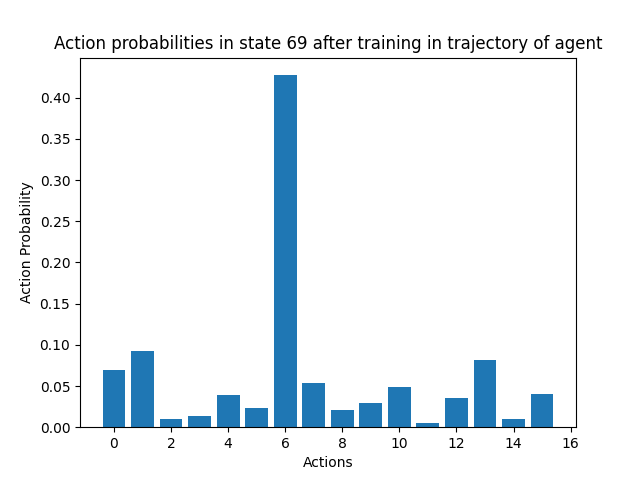 Action probabilities in state 69 after training in trajectory of agent
0.40
0.35
0.30
0.25
0.20
0.15
0.10
0.05
0.00
Action Probability
0 2 4 6 8 10 12 14 16
Actions